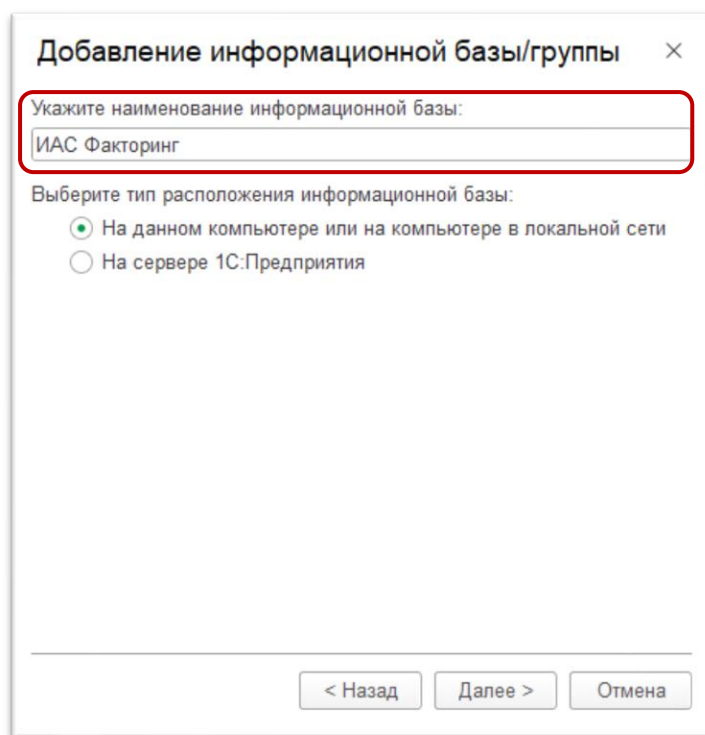 Добавление информационной базы/группы
Укажите наименование информационной базы:
ИАС Факторинг
Выберите тип расположения информационной базы:
На данном компьютере или на компьютере в локальной сети
На сервере 1С:Предприятия
< Назад
Далее >
Отмена